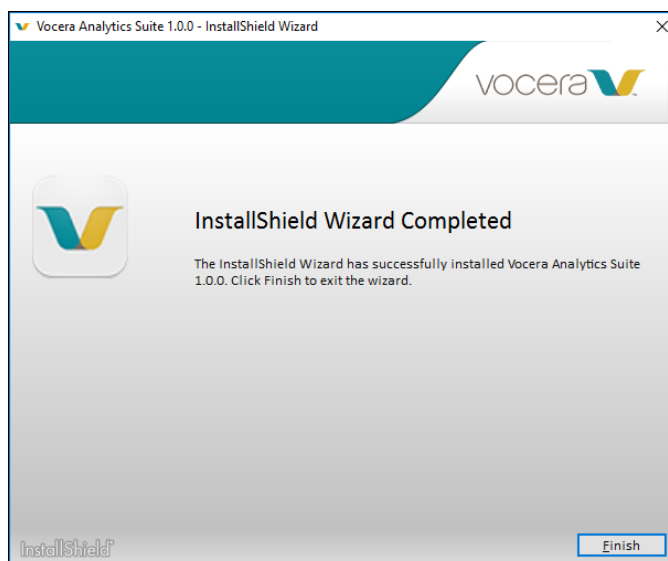 Vocera Analytics Suite 1.0.0 - InstallShield Wizard
vocera
InstallShield Wizard Completed
The InstallShield Wizard has successfully installed Vocera Analytics Suite
1.0.0. Click Finish to exit the wizard.
InstallShield
Finish